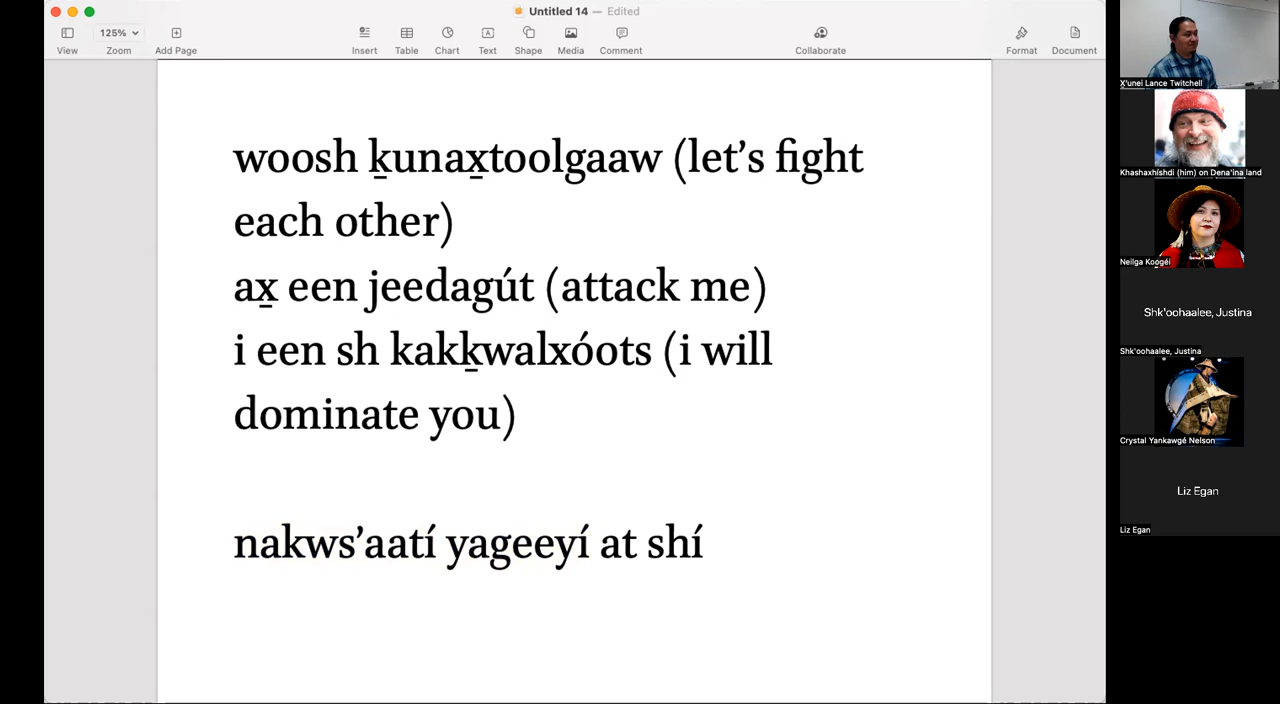 Untitled 14 — Edited
125%
View Zoom Add Page Insert Table Chart Text Shape Media Comment Collaborate Format Document
woosh ḵunax̱toolgaaw (let’s fight
each other)
ax̱ een jeedagút (attack me)
i een sh kakḵwalxóots (i will
dominate you)
nakws’aatí yageeyí at shí
X̱'unei Lance Twitchell
Khashaxhíshdi (him) on Dena'ina land
Neilga Koogéi
Shk'oohaalee, Justina
Shk'oohaalee, Justina
Crystal Yankawgé Nelson
Liz Egan
Liz Egan